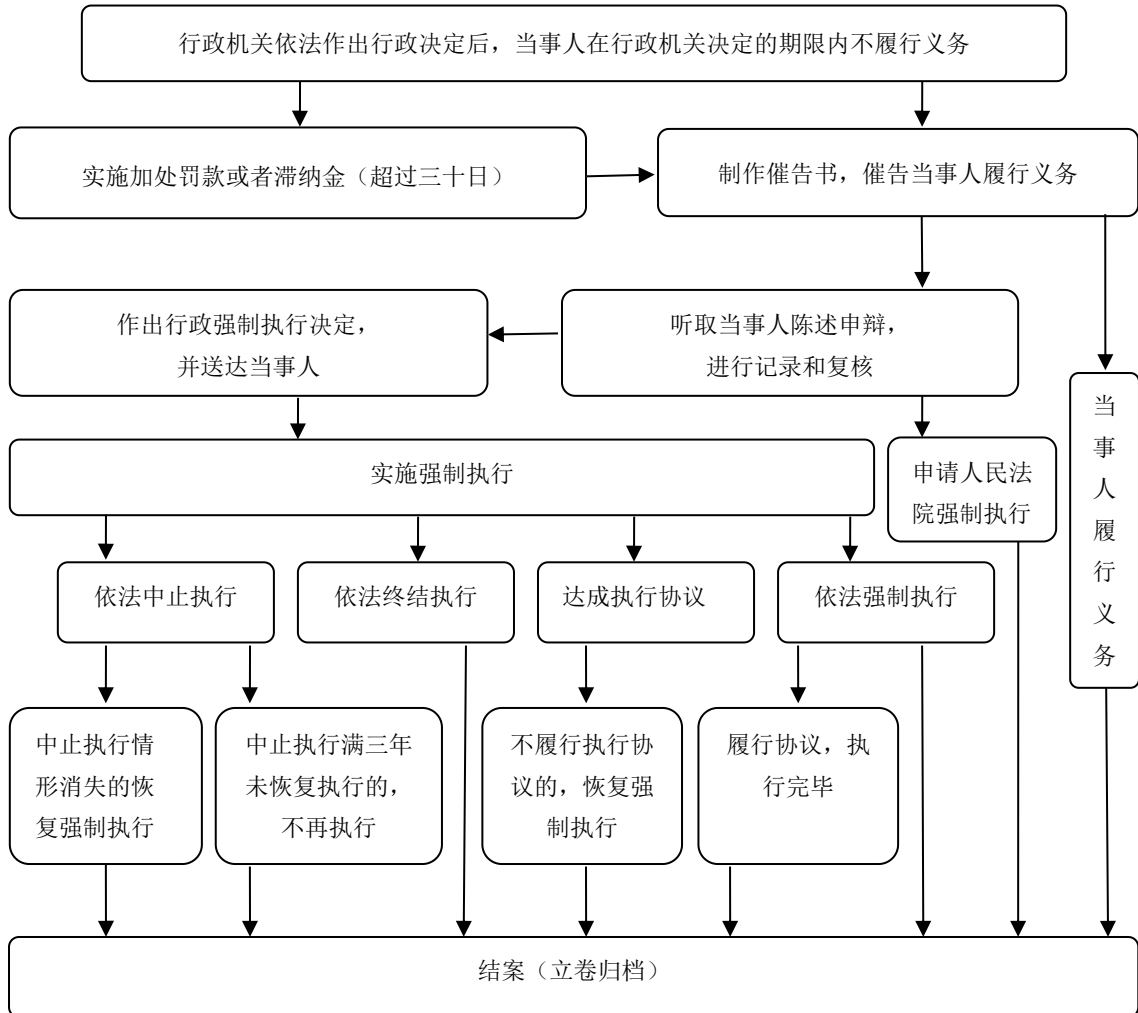 行政机关依法作出行政决定后，当事人在行政机关决定的期限内不履行义务
实施加处罚款或者滞纳金（超过三十日）
制作催告书，催告当事人履行义务
作出行政强制执行决定，
并送达当事人
听取当事人陈述申辩，
进行记录和复核
当事人履行义务
实施强制执行
申请人民法
院强制执行
依法中止执行
依法终结执行
达成执行协议
依法强制执行
中止执行情
形消失的恢
复强制执行
中止执行满三年
未恢复执行的，
不再执行
不履行执行协
议的，恢复强
制执行
履行协议，执
行完毕
结案（立卷归档）